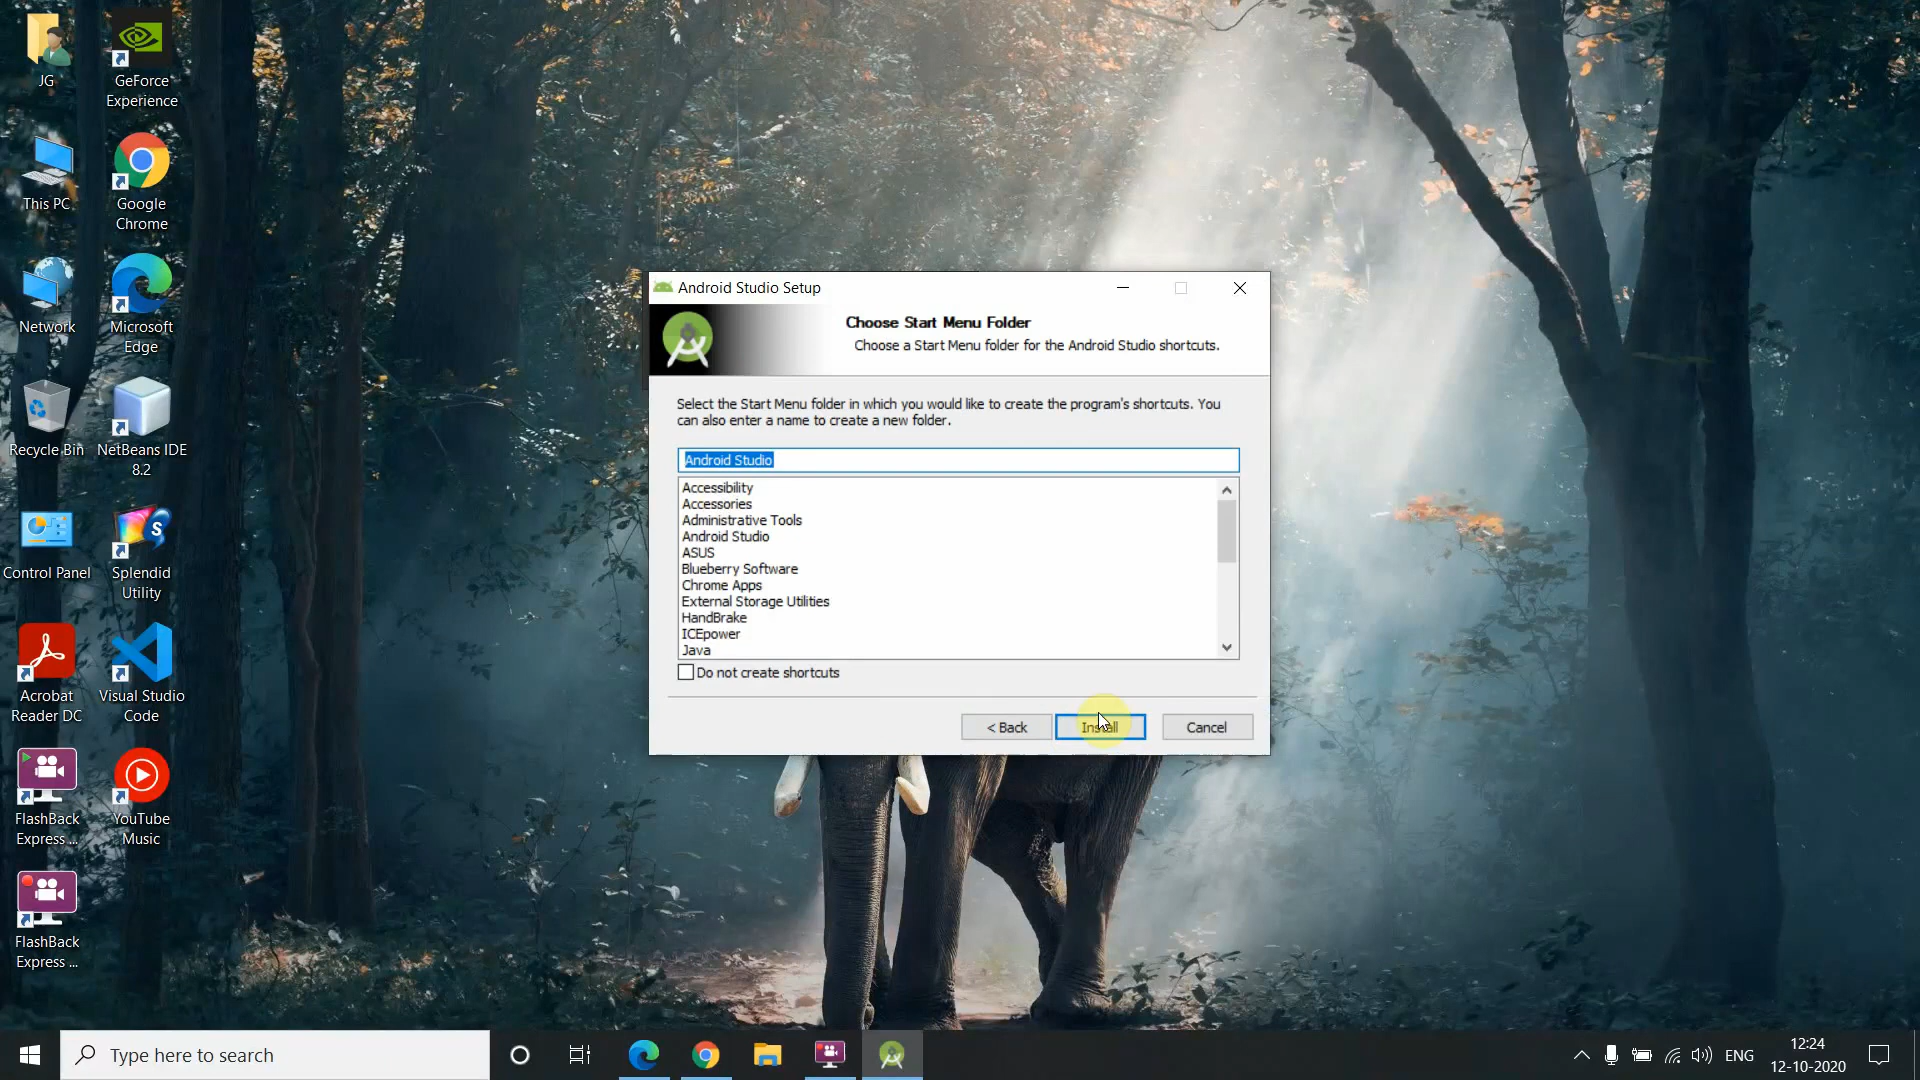 JG
GeForce
Experience
This PC
Google
Chrome
Network
Microsoft
Edge
Recycle Bin
NetBeans IDE
8.2
Control Panel
Splendid
Utility
Acrobat
Reader DC
Visual Studio
Code
FlashBack
Express ...
YouTube
Music
FlashBack
Express ...
Android Studio Setup
Choose Start Menu Folder
Choose a Start Menu folder for the Android Studio shortcuts.
Select the Start Menu folder in which you would like to create the program's shortcuts. You
can also enter a name to create a new folder.
Android Studio
Accessibility
Accessories
Administrative Tools
Android Studio
ASUS
Blueberry Software
Chrome Apps
External Storage Utilities
HandBrake
ICEpower
Java
Do not create shortcuts
< Back
Install
Cancel
Type here to search
ENG
12:24
12-10-2020